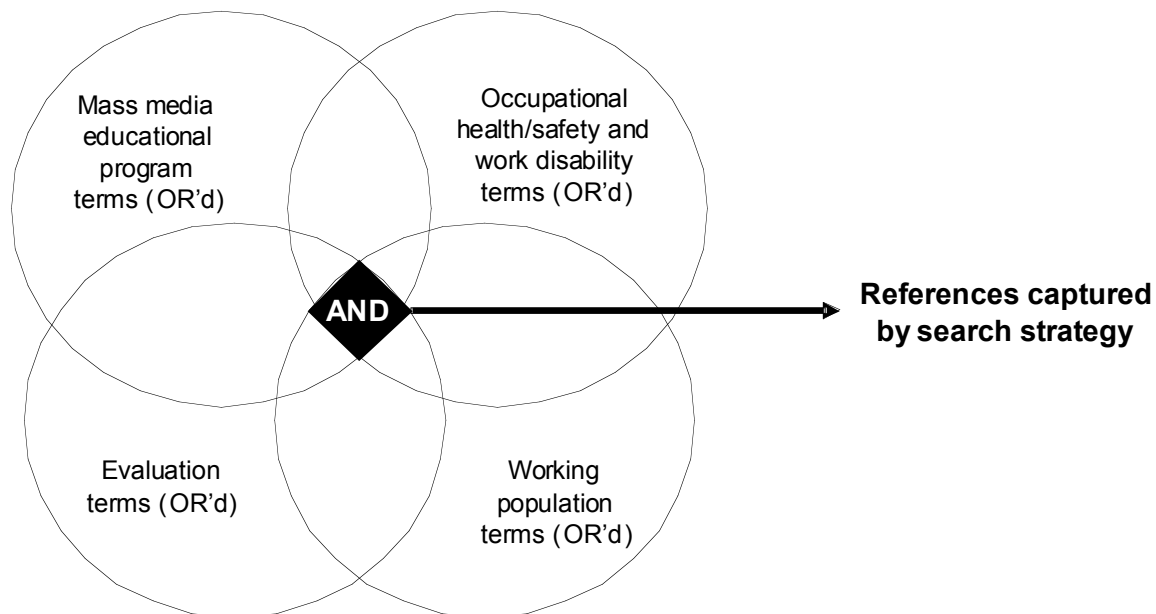 Mass media
educational
program
terms (OR'd)
Occupational
health/safety and
work disability
terms (OR'd)
AND
References captured
by search strategy
Evaluation
terms (OR'd)
Working
population
terms (OR'd)